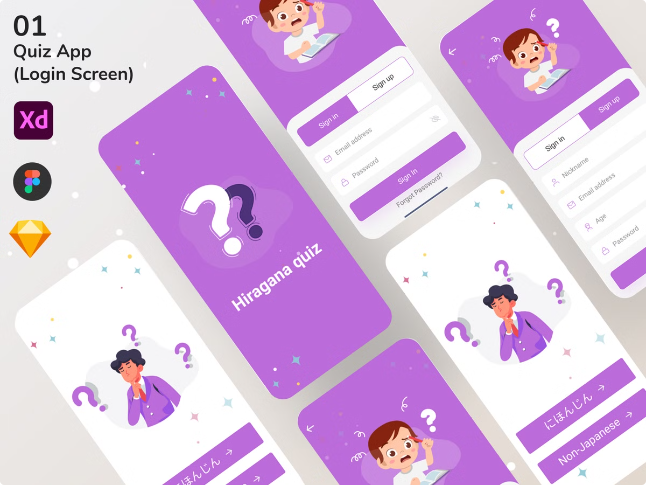 01
Quiz App
(Login Screen)
Xd
Hiragana quiz
Sign in
Sign up
Email address
Password
Sign In
Forgot Password?
Sign in
Sign up
Nickname
Email address
Age
Password
にほんじん
Non-Japanese
にほんじん